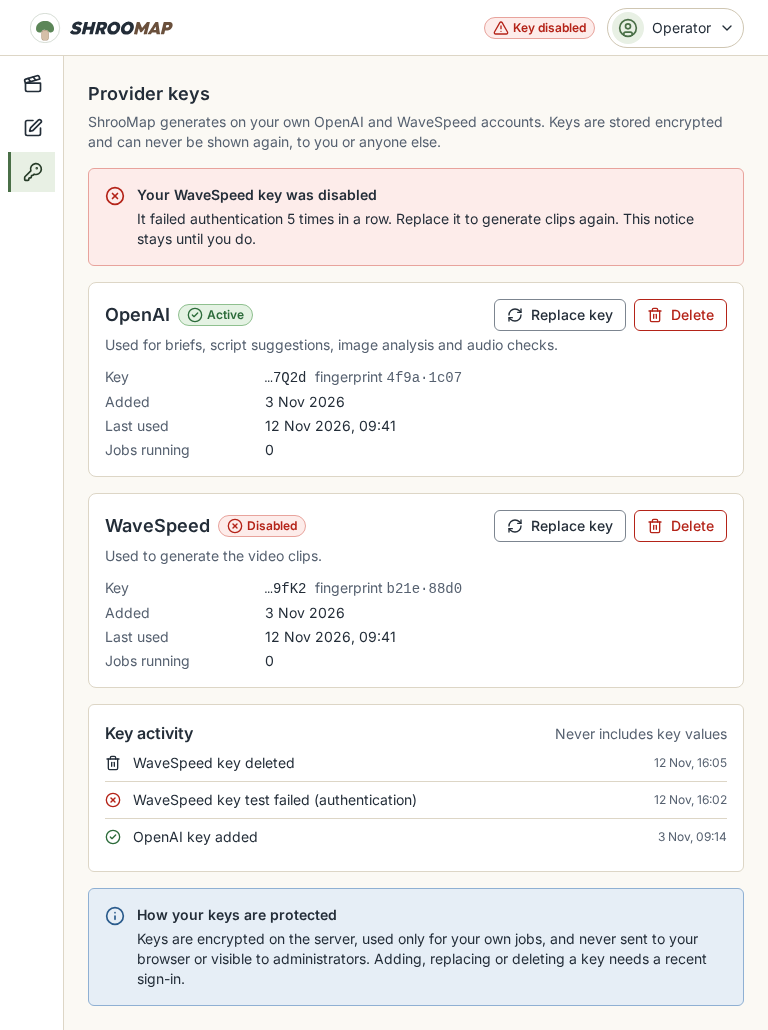 SHROOMAP
Key disabled
Operator
Provider keys
ShrooMap generates on your own OpenAI and WaveSpeed accounts. Keys are stored encrypted
and can never be shown again, to you or anyone else.
Your WaveSpeed key was disabled
It failed authentication 5 times in a row. Replace it to generate clips again. This notice
stays until you do.
OpenAI Active Replace key Delete
Used for briefs, script suggestions, image analysis and audio checks.
Key …7Q2d fingerprint 4f9a·1c07
Added 3 Nov 2026
Last used 12 Nov 2026, 09:41
Jobs running 0
WaveSpeed Disabled Replace key Delete
Used to generate the video clips.
Key …9fK2 fingerprint b21e·88d0
Added 3 Nov 2026
Last used 12 Nov 2026, 09:41
Jobs running 0
Key activity Never includes key values
WaveSpeed key deleted 12 Nov, 16:05
WaveSpeed key test failed (authentication) 12 Nov, 16:02
OpenAI key added 3 Nov, 09:14
How your keys are protected
Keys are encrypted on the server, used only for your own jobs, and never sent to your
browser or visible to administrators. Adding, replacing or deleting a key needs a recent
sign-in.